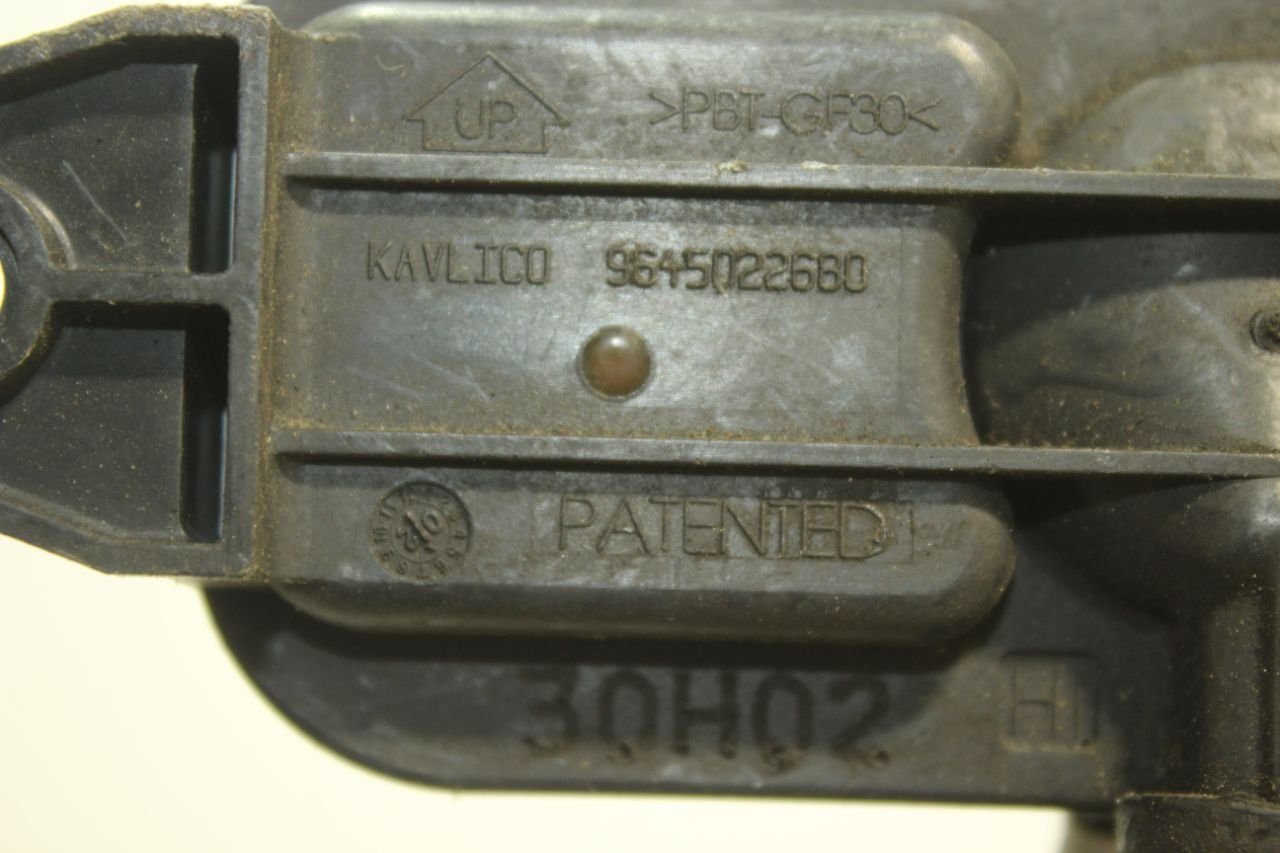 UP
>PBT-GF30<
KAVLICO 9645022680
PATENTED
30H02
H